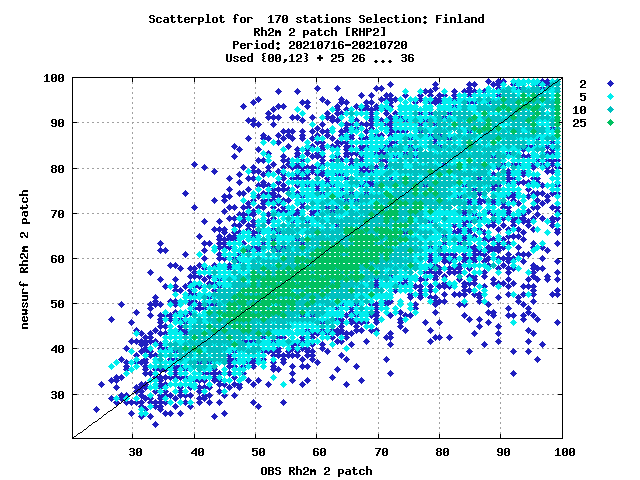 Scatterplot for  170 stations Selection: Finland
Rh2m 2 patch [RHP2]
Period: 20210716-20210720
Used {00,12} + 25 26 ... 36
100
90
80
70
60
50
40
30
newsurf Rh2m 2 patch
30 40 50 60 70 80 90 100
OBS Rh2m 2 patch
2
5
10
25